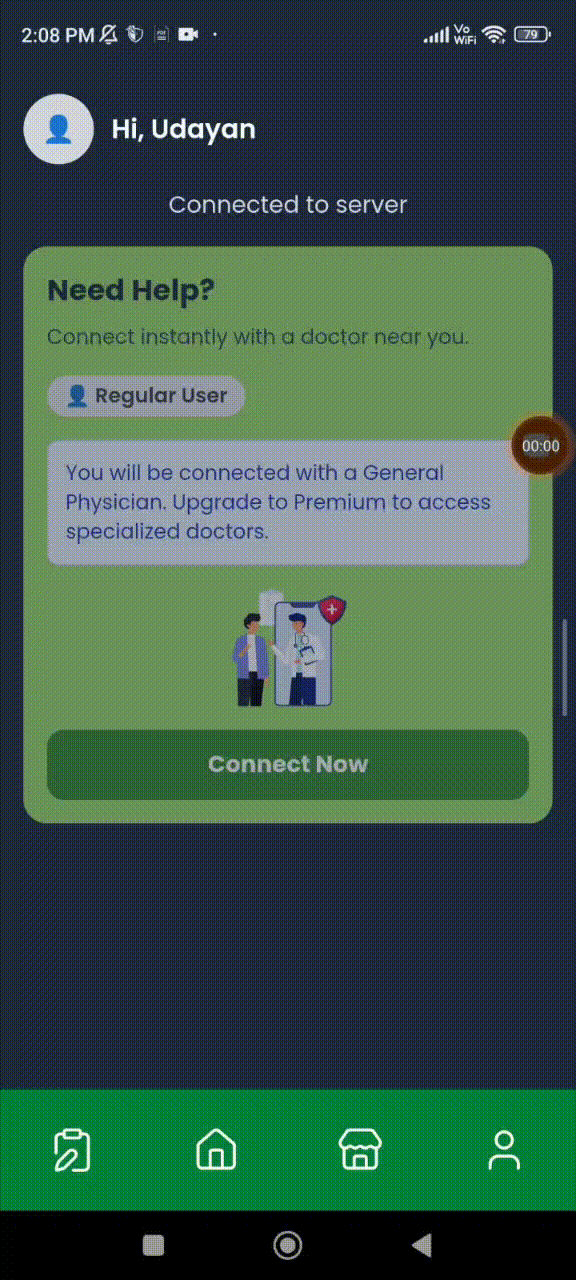 2:08 PM
Vo
WiFi
79
Hi, Udayan
Connected to server
Need Help?
Connect instantly with a doctor near you.
Regular User
00:00
You will be connected with a General
Physician. Upgrade to Premium to access
specialized doctors.
Connect Now